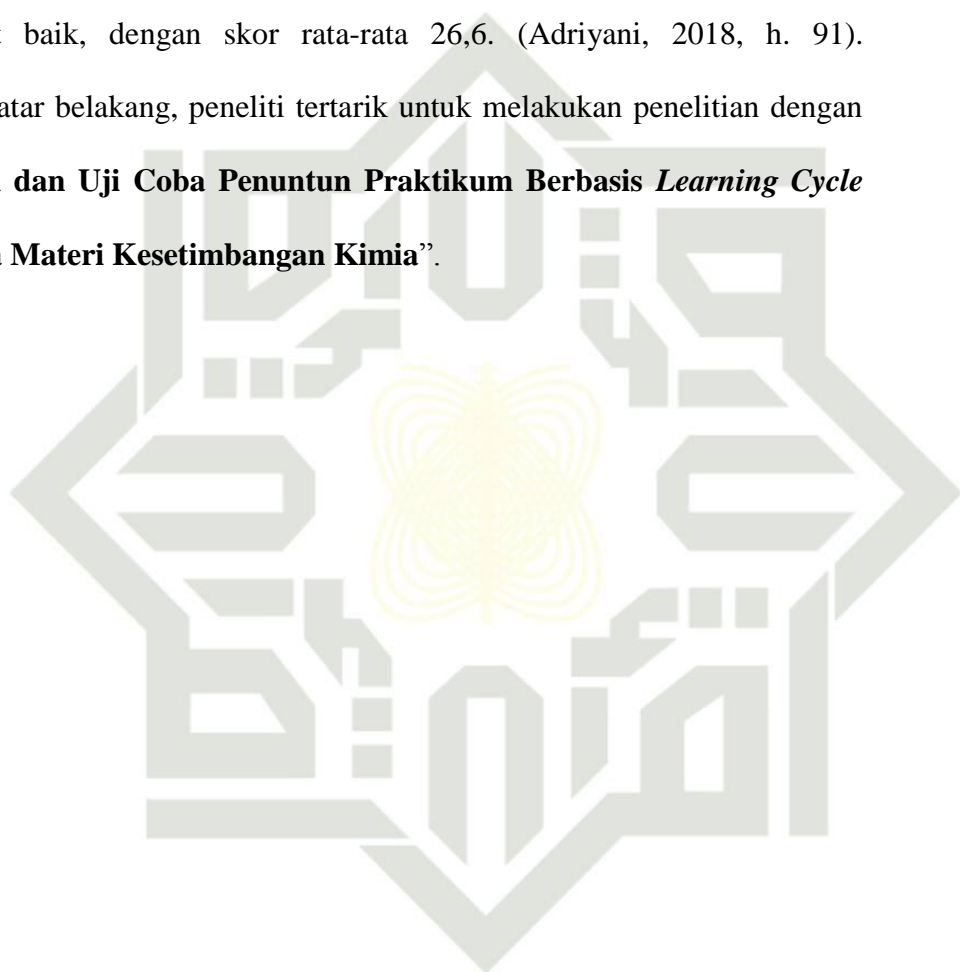 baik, dengan skor rata-rata 26,6. (Adriyani, 2018, h. 91).
atar belakang, peneliti tertarik untuk melakukan penelitian dengan
dan Uji Coba Penuntun Praktikum Berbasis Learning Cycle
Materi Kesetimbangan Kimia”.